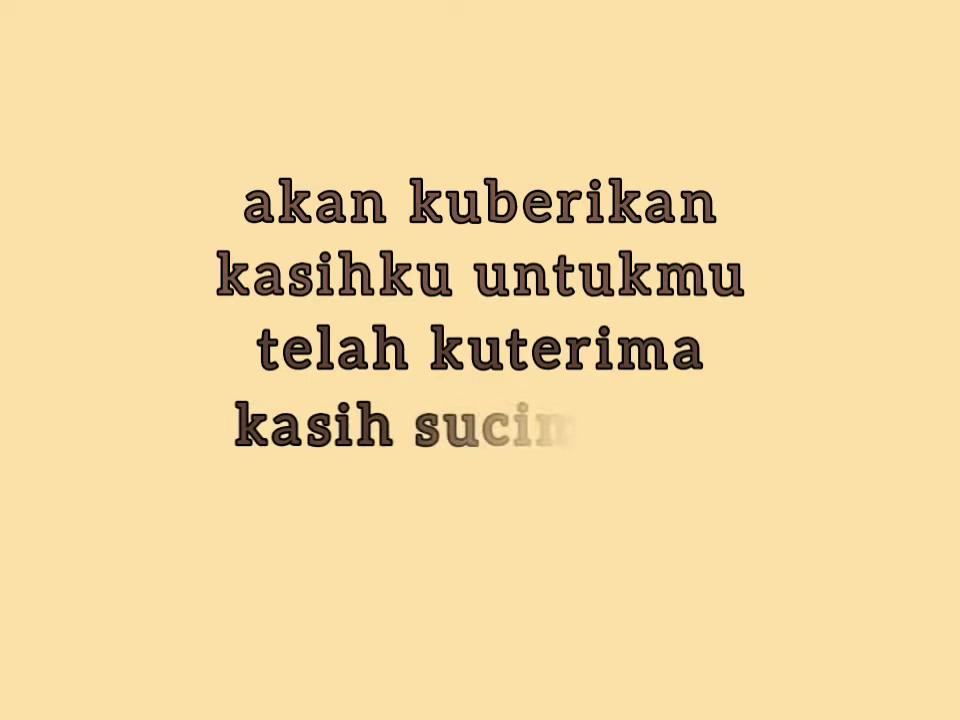 akan kuberikan
kasihku untukmu
telah kuterima
kasih